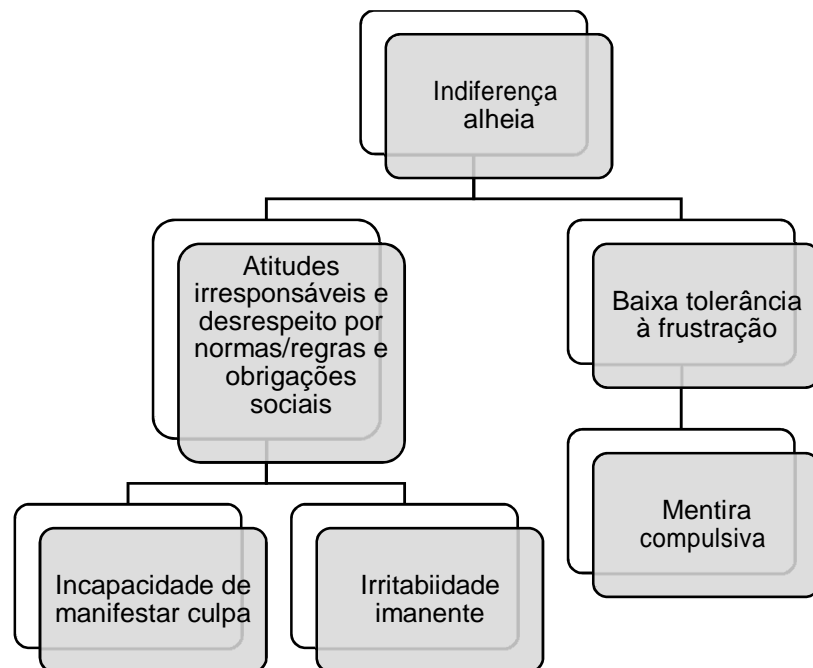 Indiferença
alheia
Atitudes
irresponsáveis e
desrespeito por
normas/regras e
obrigações
sociais
Baixa tolerância
à frustração
Mentira
compulsiva
Incapacidade de
manifestar culpa
Irritabiidade
imanente